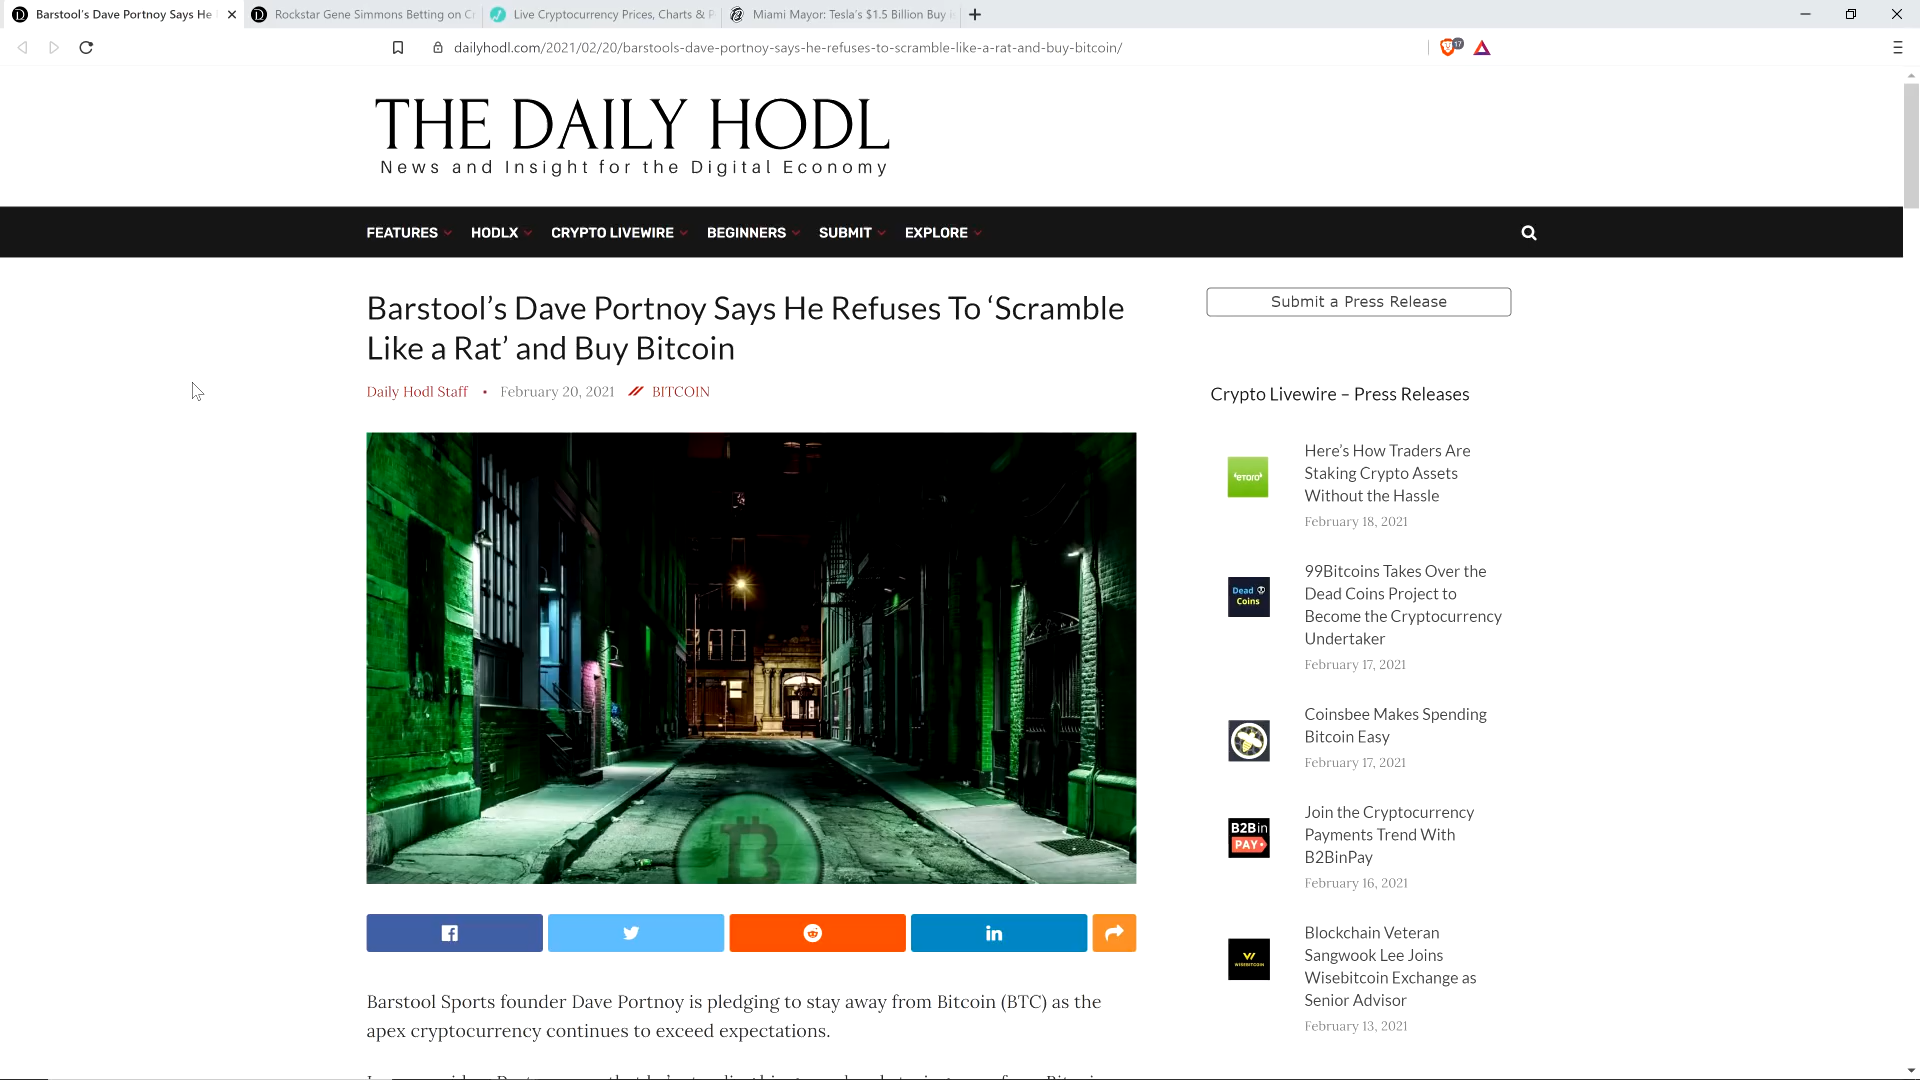 Barstool's Dave Portnoy Says He
Rockstar Gene Simmons Betting on C
Live Cryptocurrency Prices, Charts & P
Miami Mayor: Tesla's $1.5 Billion Buy
dailyhodl.com/2021/02/20/barstools-dave-portnoy-says-he-refuses-to-scramble-like-a-rat-and-buy-bitcoin/
17
THE DAILY HODL
News and Insight for the Digital Economy
FEATURES HODLX CRYPTO LIVEWIRE BEGINNERS SUBMIT EXPLORE
Barstool’s Dave Portnoy Says He Refuses To ‘Scramble
Like a Rat’ and Buy Bitcoin
Daily Hodl Staff • February 20, 2021 BITCOIN
Barstool Sports founder Dave Portnoy is pledging to stay away from Bitcoin (BTC) as the
apex cryptocurrency continues to exceed expectations.
Submit a Press Release
Crypto Livewire – Press Releases
eToro
Here’s How Traders Are
Staking Crypto Assets
Without the Hassle
February 18, 2021
Dead
Coins
99Bitcoins Takes Over the
Dead Coins Project to
Become the Cryptocurrency
Undertaker
February 17, 2021
Coinsbee Makes Spending
Bitcoin Easy
February 17, 2021
B2Bin
PAY
Join the Cryptocurrency
Payments Trend With
B2BinPay
February 16, 2021
WISEBITCOIN
Blockchain Veteran
Sangwook Lee Joins
Wisebitcoin Exchange as
Senior Advisor
February 13, 2021